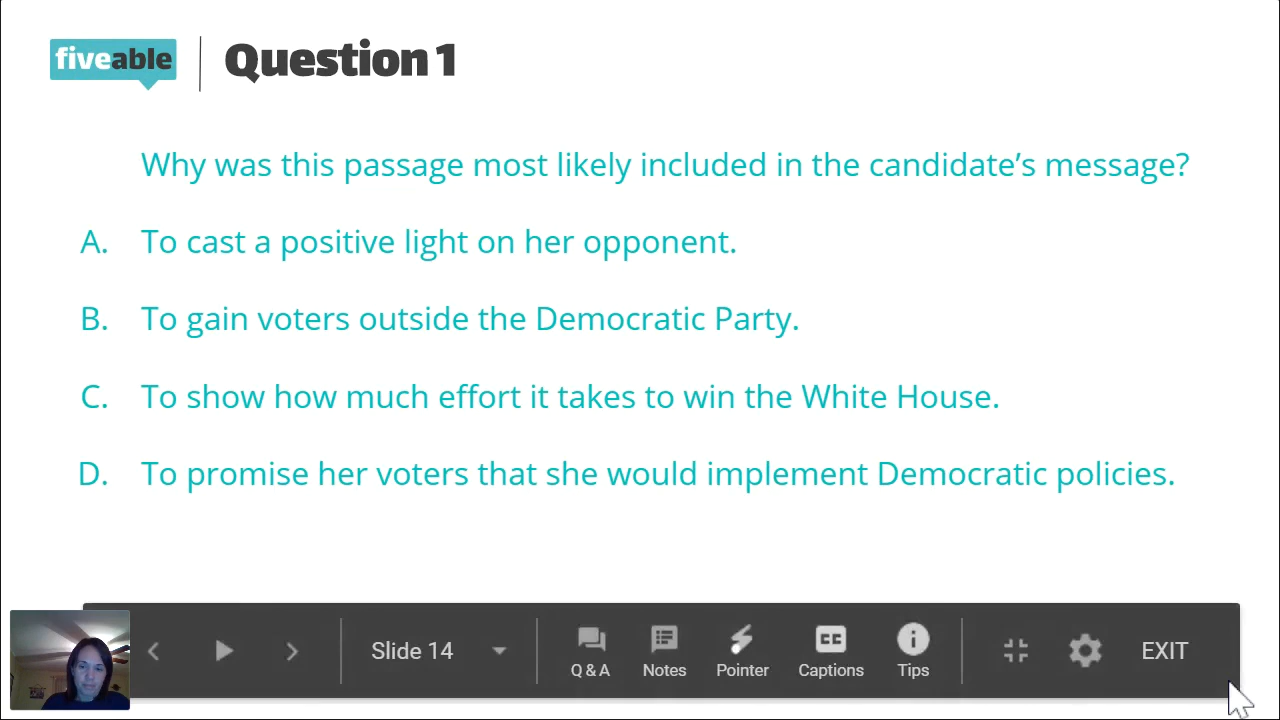 fiveable
Question 1
Why was this passage most likely included in the candidate’s message?
A. To cast a positive light on her opponent.
B. To gain voters outside the Democratic Party.
C. To show how much effort it takes to win the White House.
D. To promise her voters that she would implement Democratic policies.
Slide 14
Q & A
Notes
Pointer
CC
Captions
Tips
EXIT